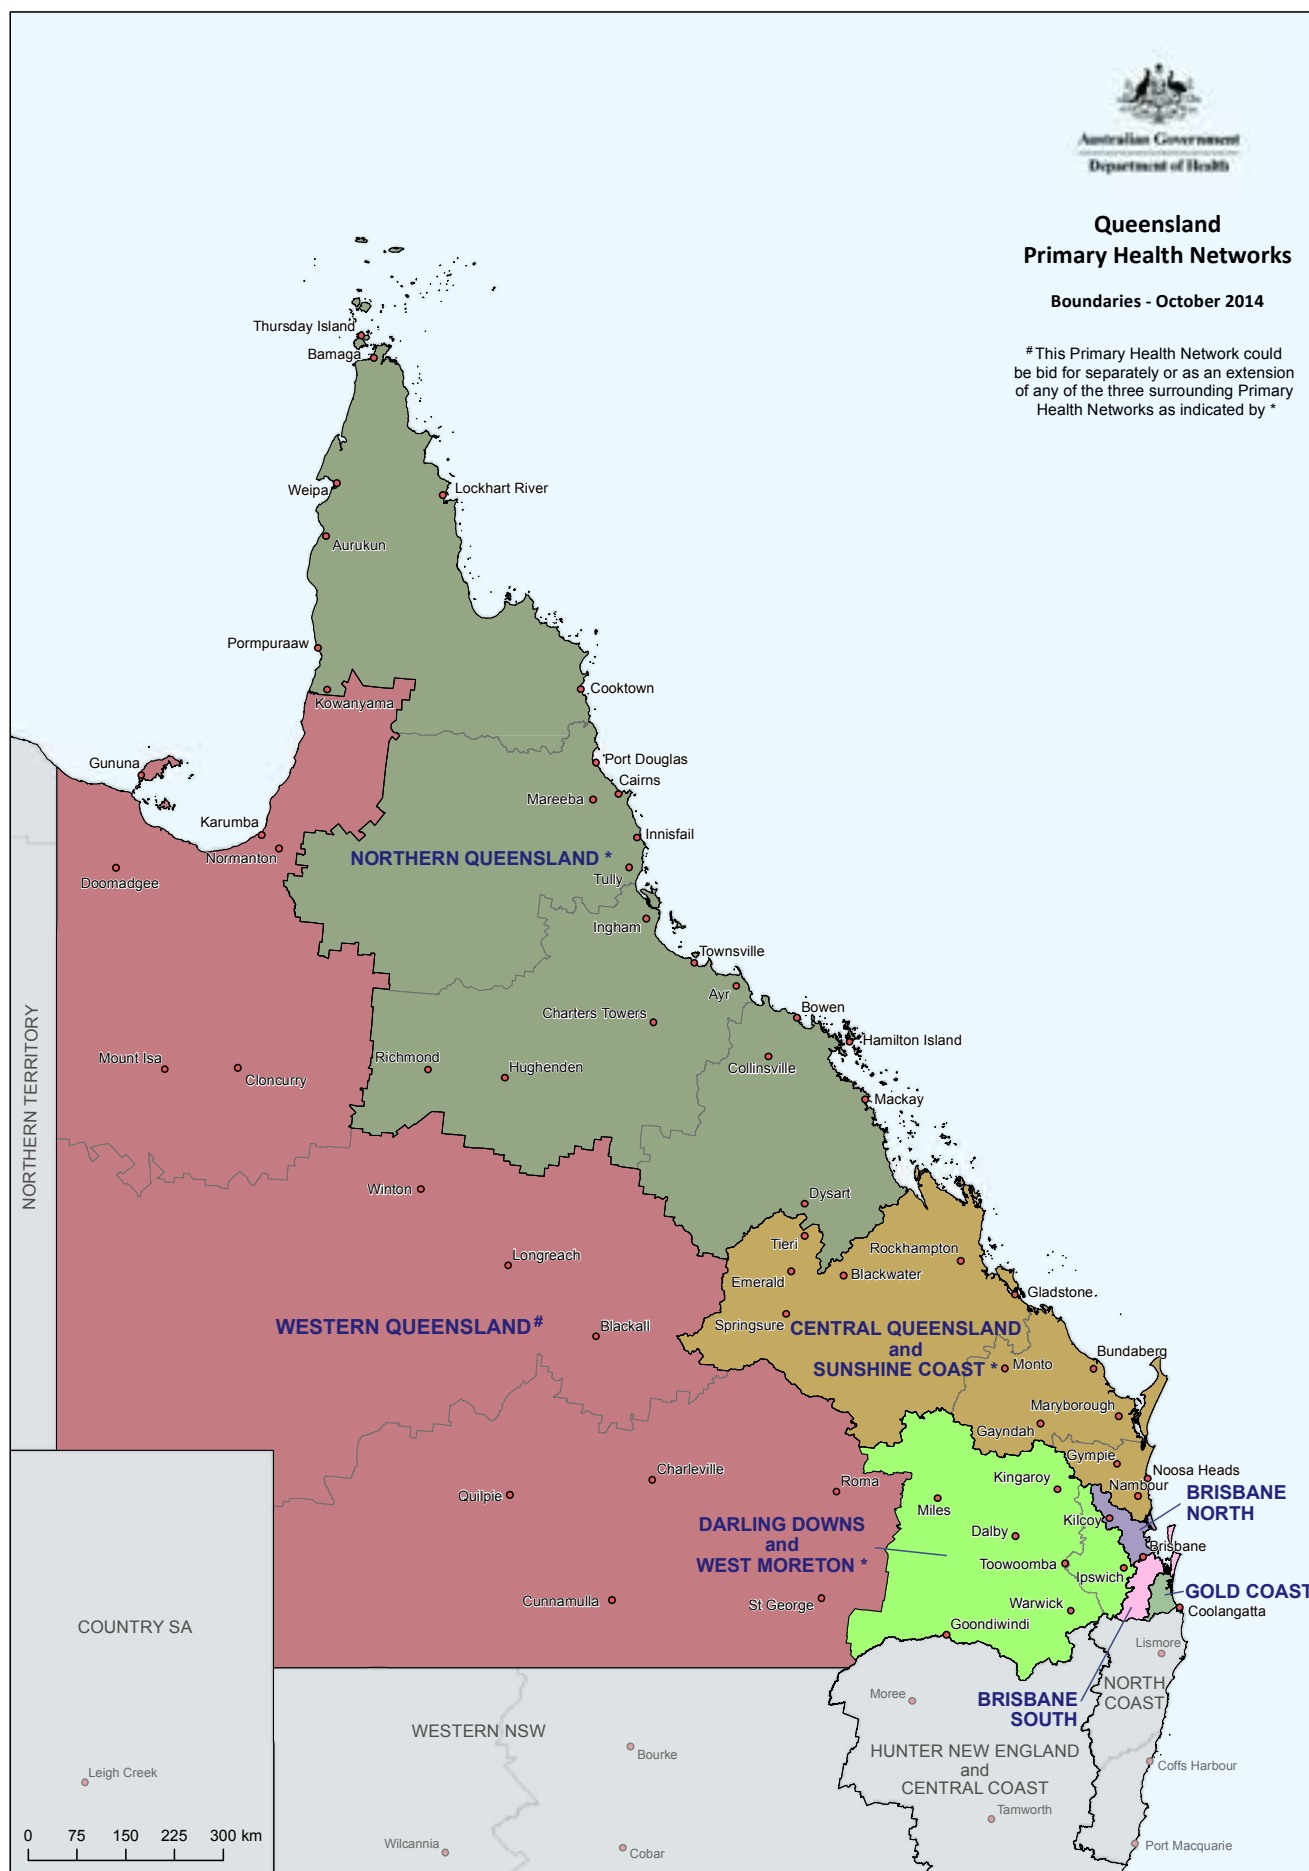 Australian Government
Department of Health
Queensland
Primary Health Networks
Boundaries - October 2014
# This Primary Health Network could
be bid for separately or as an extension
of any of the three surrounding Primary
Health Networks as indicated by *
Thursday Island
Bamaga
Weipa
Lockhart River
Aurukun
Pormpuraaw
Kowanyama
Cooktown
Gununa
Port Douglas
Cairns
Mareeba
Karumba
Normanton
Innisfail
NORTHERN QUEENSLAND *
Tully
Doomadgee
Ingham
Townsville
Ayr
Bowen
Charters Towers
Hamilton Island
NORTHERN TERRITORY
Mount Isa
Cloncurry
Richmond
Hughenden
Collinsville
Mackay
Winton
Dysart
Tieri
Rockhampton
Longreach
Emerald
Blackwater
Gladstone
WESTERN QUEENSLAND #
Blackall
Springsure
CENTRAL QUEENSLAND
and
SUNSHINE COAST *
Monto
Bundaberg
Maryborough
Gayndah
Gympie
Noosa Heads
Charleville
Roma
Kingaroy
Nambour
Quilpie
Miles
BRISBANE
NORTH
Kilcoy
DARLING DOWNS
and
WEST MORETON *
Dalby
Brisbane
Toowoomba
Ipswich
GOLD COAST
Cunnamulla
St George
Warwick
Coolangatta
Goondiwindi
COUNTRY SA
Lismore
NORTH
COAST
Moree
BRISBANE
SOUTH
WESTERN NSW
Bourke
HUNTER NEW ENGLAND
and
CENTRAL COAST
Coffs Harbour
Leigh Creek
Tamworth
0 75 150 225 300 km
Wilcannia
Cobar
Port Macquarie